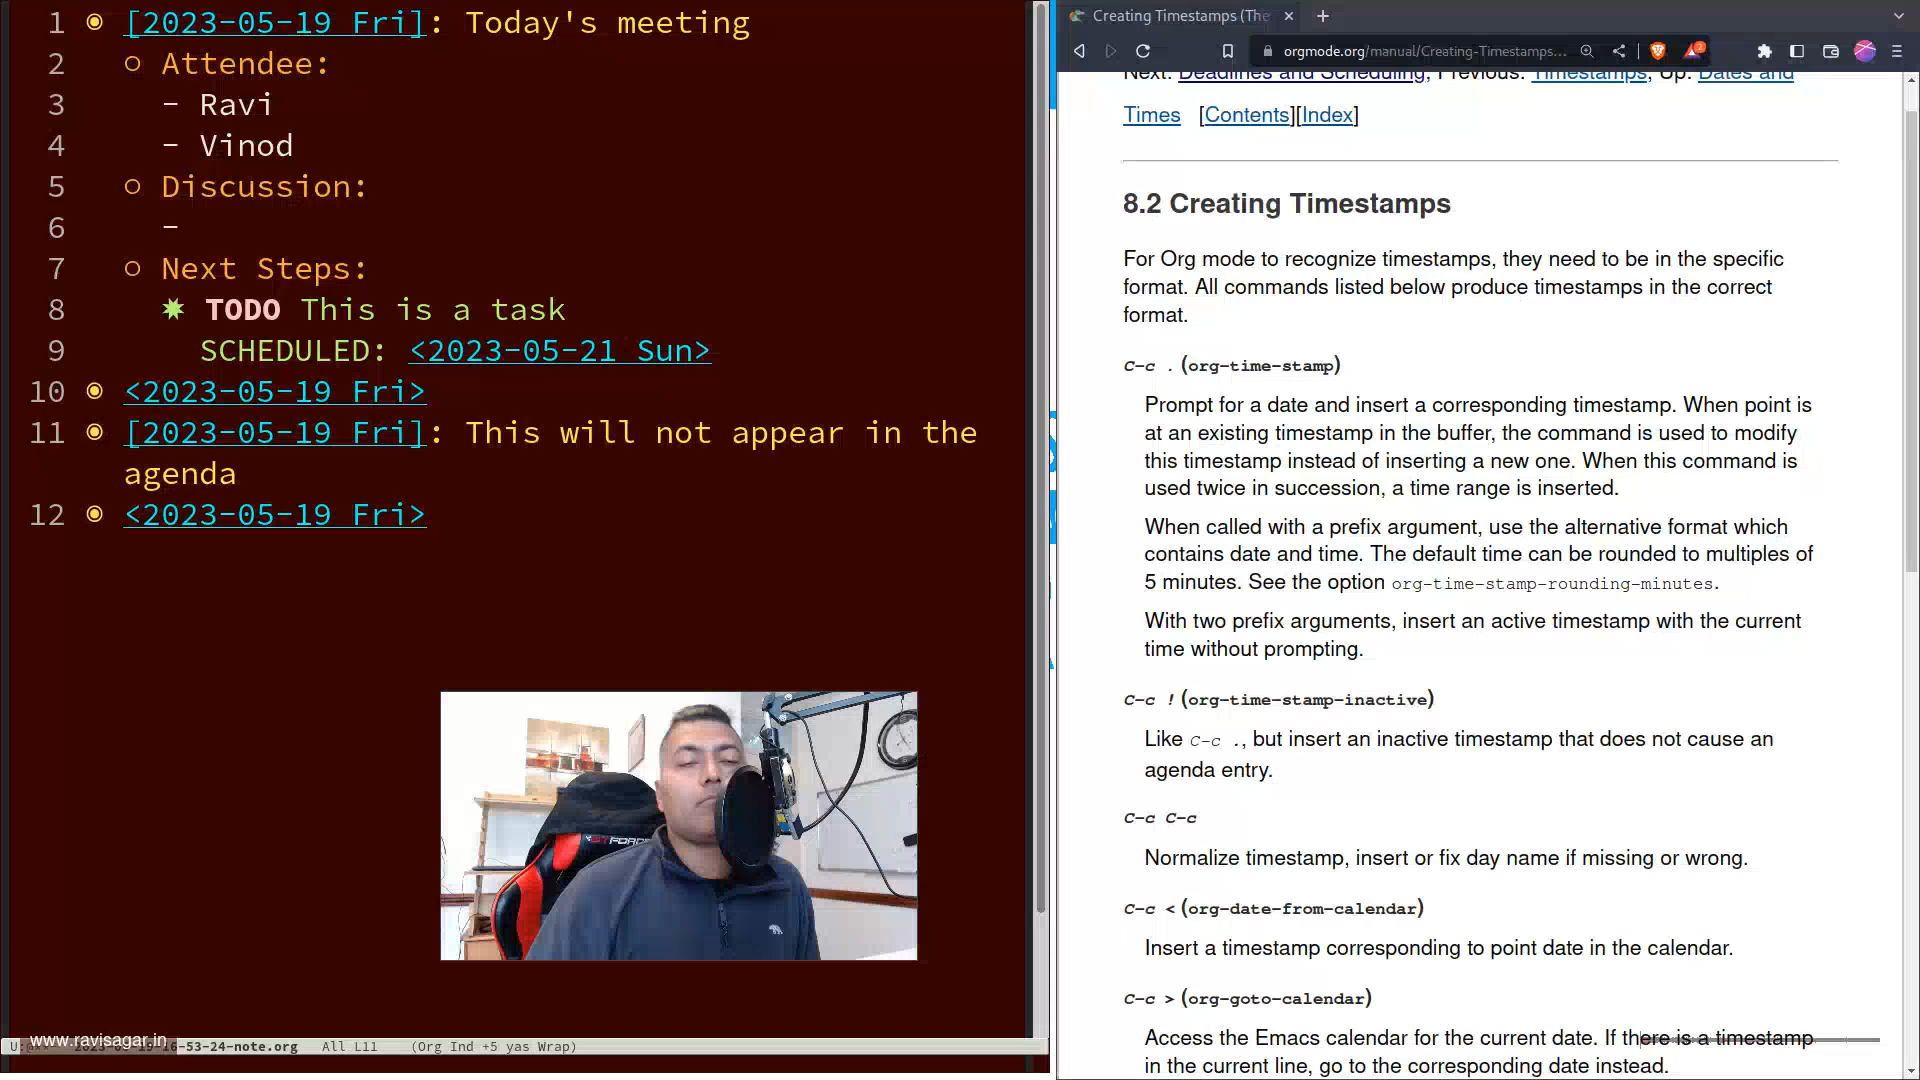 1 [2023-05-19 Fri]: Today's meeting
2 Attendee:
3 - Ravi
4 - Vinod
5 Discussion:
6 -
7 Next Steps:
8 TODO This is a task
9 SCHEDULED: <2023-05-21 Sun>
10 <2023-05-19 Fri>
11 [2023-05-19 Fri]: This will not appear in the
agenda
12 <2023-05-19 Fri>
www.ravisagar.in
16-53-24-note.org All L11 (Org Ind +5 yas Wrap)
Creating Timestamps (The
orgmode.org/manual/Creating-Timestamps...
2
Next: Deadlines and Scheduling, Previous: Timestamps, Up: Dates and
Times [Contents][Index]
8.2 Creating Timestamps
For Org mode to recognize timestamps, they need to be in the specific
format. All commands listed below produce timestamps in the correct
format.
C-c . (org-time-stamp)
Prompt for a date and insert a corresponding timestamp. When point is
at an existing timestamp in the buffer, the command is used to modify
this timestamp instead of inserting a new one. When this command is
used twice in succession, a time range is inserted.
When called with a prefix argument, use the alternative format which
contains date and time. The default time can be rounded to multiples of
5 minutes. See the option org-time-stamp-rounding-minutes.
With two prefix arguments, insert an active timestamp with the current
time without prompting.
C-c ! (org-time-stamp-inactive)
Like C-c ., but insert an inactive timestamp that does not cause an
agenda entry.
C-c C-c
Normalize timestamp, insert or fix day name if missing or wrong.
C-c < (org-date-from-calendar)
Insert a timestamp corresponding to point date in the calendar.
C-c > (org-goto-calendar)
Access the Emacs calendar for the current date. If there is a timestamp
in the current line, go to the corresponding date instead.